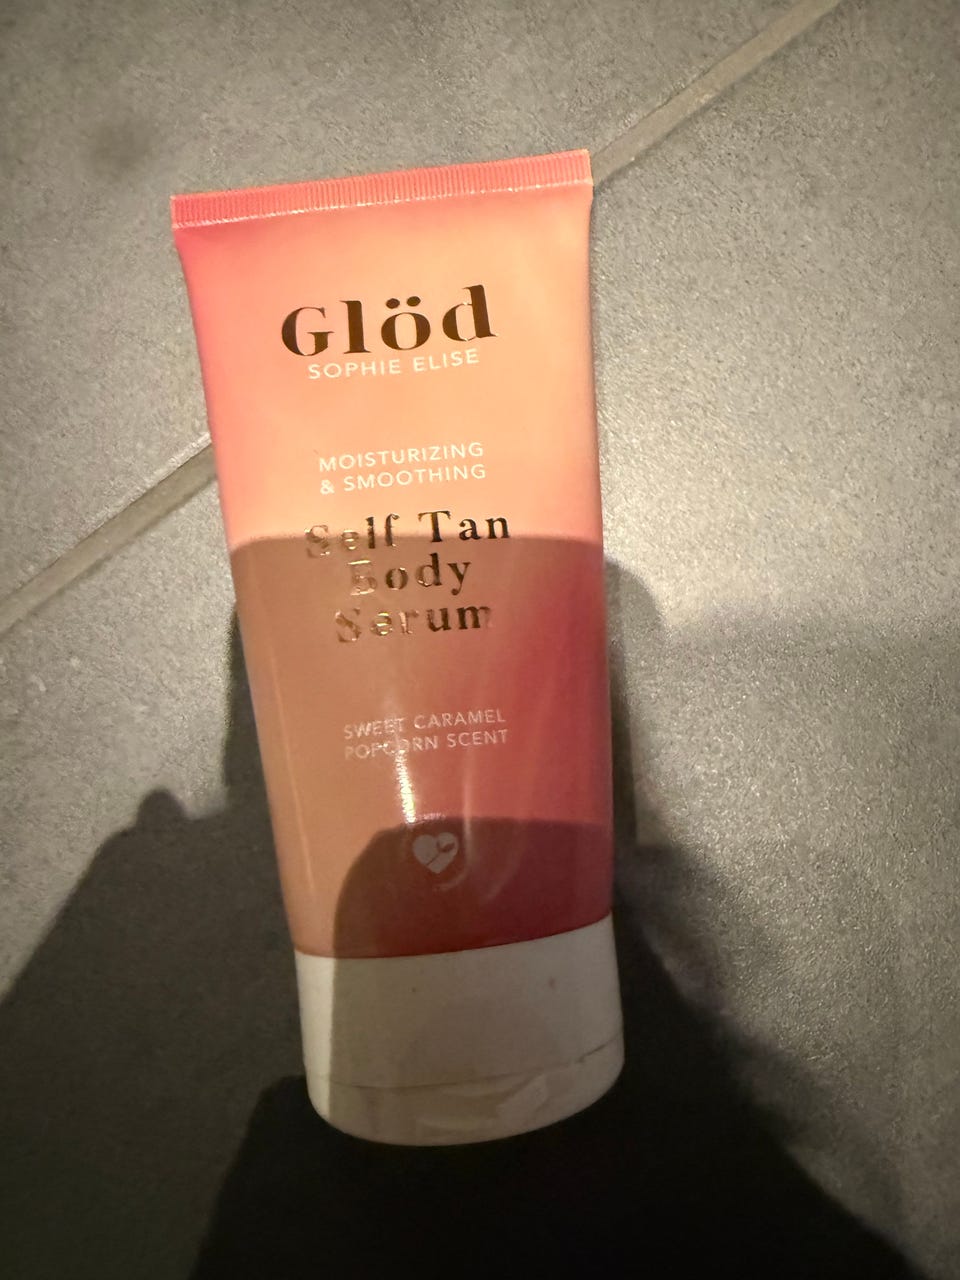 Glöd
SOPHIE ELISE
MOISTURIZING
& SMOOTHING
Self Tan
Body
Serum
SWEET CARAMEL
POPCORN SCENT